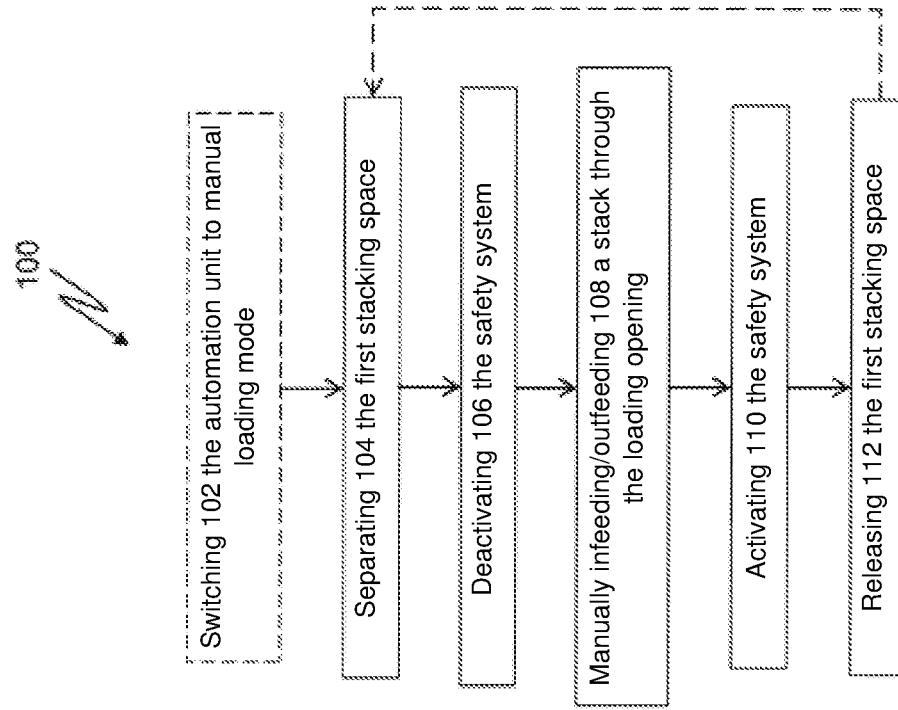 100
Switching 102 the automation unit to manual
loading mode
Separating 104 the first stacking space
Deactivating 106 the safety system
Manually infeeding/outfeeding 108 a stack through
the loading opening
Activating 110 the safety system
Releasing 112 the first stacking space